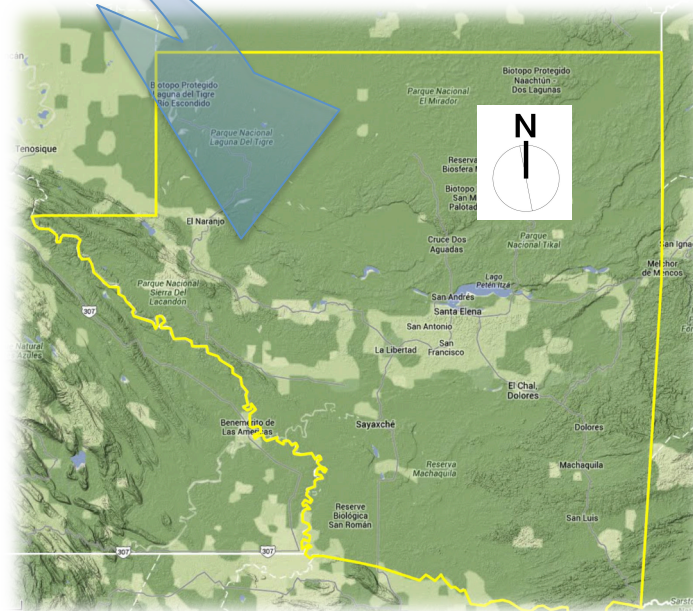 Biotopo Protegido
Laguna del Tigre
Rio Escondido
Parque Nacional
Laguna Del Tigre
Tenosique
Parque Nacional
El Mirador
Biotopo Protegido
Naachtún -
Dos Lagunas
N
Reserva
Biosfera
Biotopo
San M
Palotad
El Naranjo
Cruce Dos
Aguadas
Parque
Nacional Tikal
San Igna
Melchor
de Mencos
Lago
Petén Itzá
San Andrés
Santa Elena
San Antonio
San
Francisco
La Libertad
Parque Nacional
Sierra Del
Lacandón
307
Natural
Azules
El Chal,
Dolores
Dolores
Benemérito de
Las Américas
Sayaxché
Reserva
Machaquila
Machaquila
Reserve
Biológica
San Román
San Luis
307
307